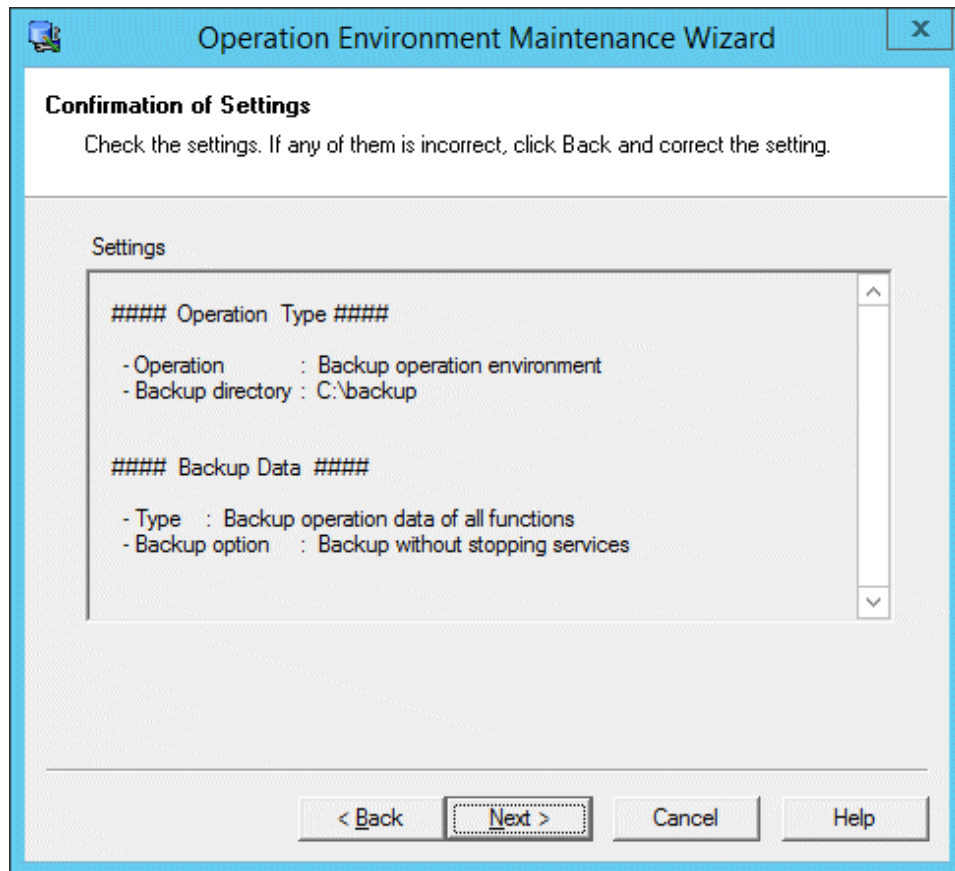 Operation Environment Maintenance Wizard
x
Confirmation of Settings
Check the settings. If any of them is incorrect, click Back and correct the setting.
Settings
#### Operation Type ####
- Operation : Backup operation environment
- Backup directory : C:\backup
#### Backup Data ####
- Type : Backup operation data of all functions
- Backup option : Backup without stopping services
< Back
Next >
Cancel
Help